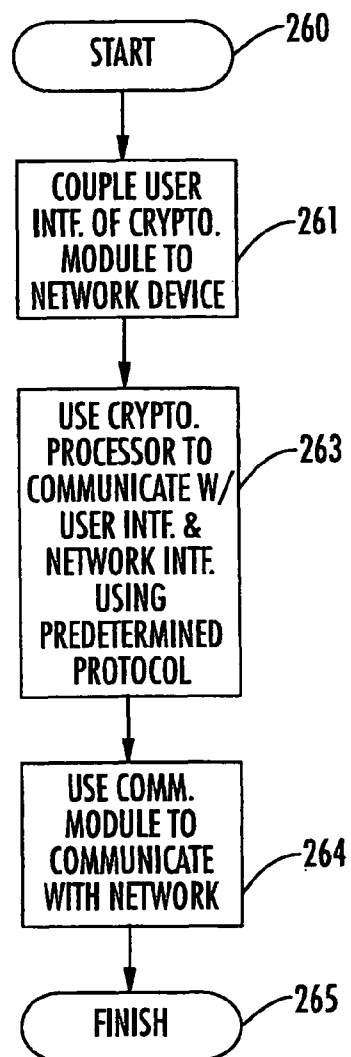 START
260
COUPLE USER
INTF. OF CRYPTO.
MODULE TO
NETWORK DEVICE
261
USE CRYPTO.
PROCESSOR TO
COMMUNICATE W/
USER INTF. &
NETWORK INTF.
USING
PREDETERMINED
PROTOCOL
263
USE COMM.
MODULE TO
COMMUNICATE
WITH NETWORK
264
FINISH
265